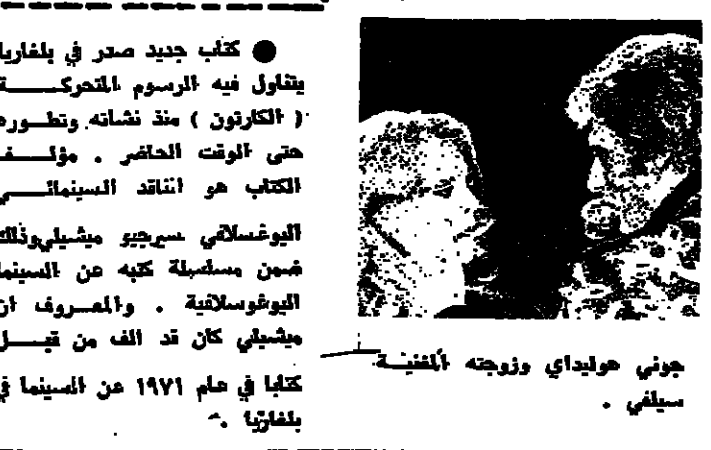 ● كتاب جديد صدر في بلغاريا
يتناول فيه الرسوم المتحركة
( الكارتون ) منذ نشاته وتطوره
حتى الوقت الحاضر . مؤلف
الكتاب هو الناقد السينمائي
اليوغسلافي سيرجيو ميشيلي وذلك
ضمن مسلسلة كتبه عن السينما
اليوغوسلافية . والمعروف ان
ميشيلي كان قد الف من قبل
كتابا في عام ١٩٧١ عن السينما في
بلغاريا .
جوني هوليداي وزوجته المغنية
سيلفي .